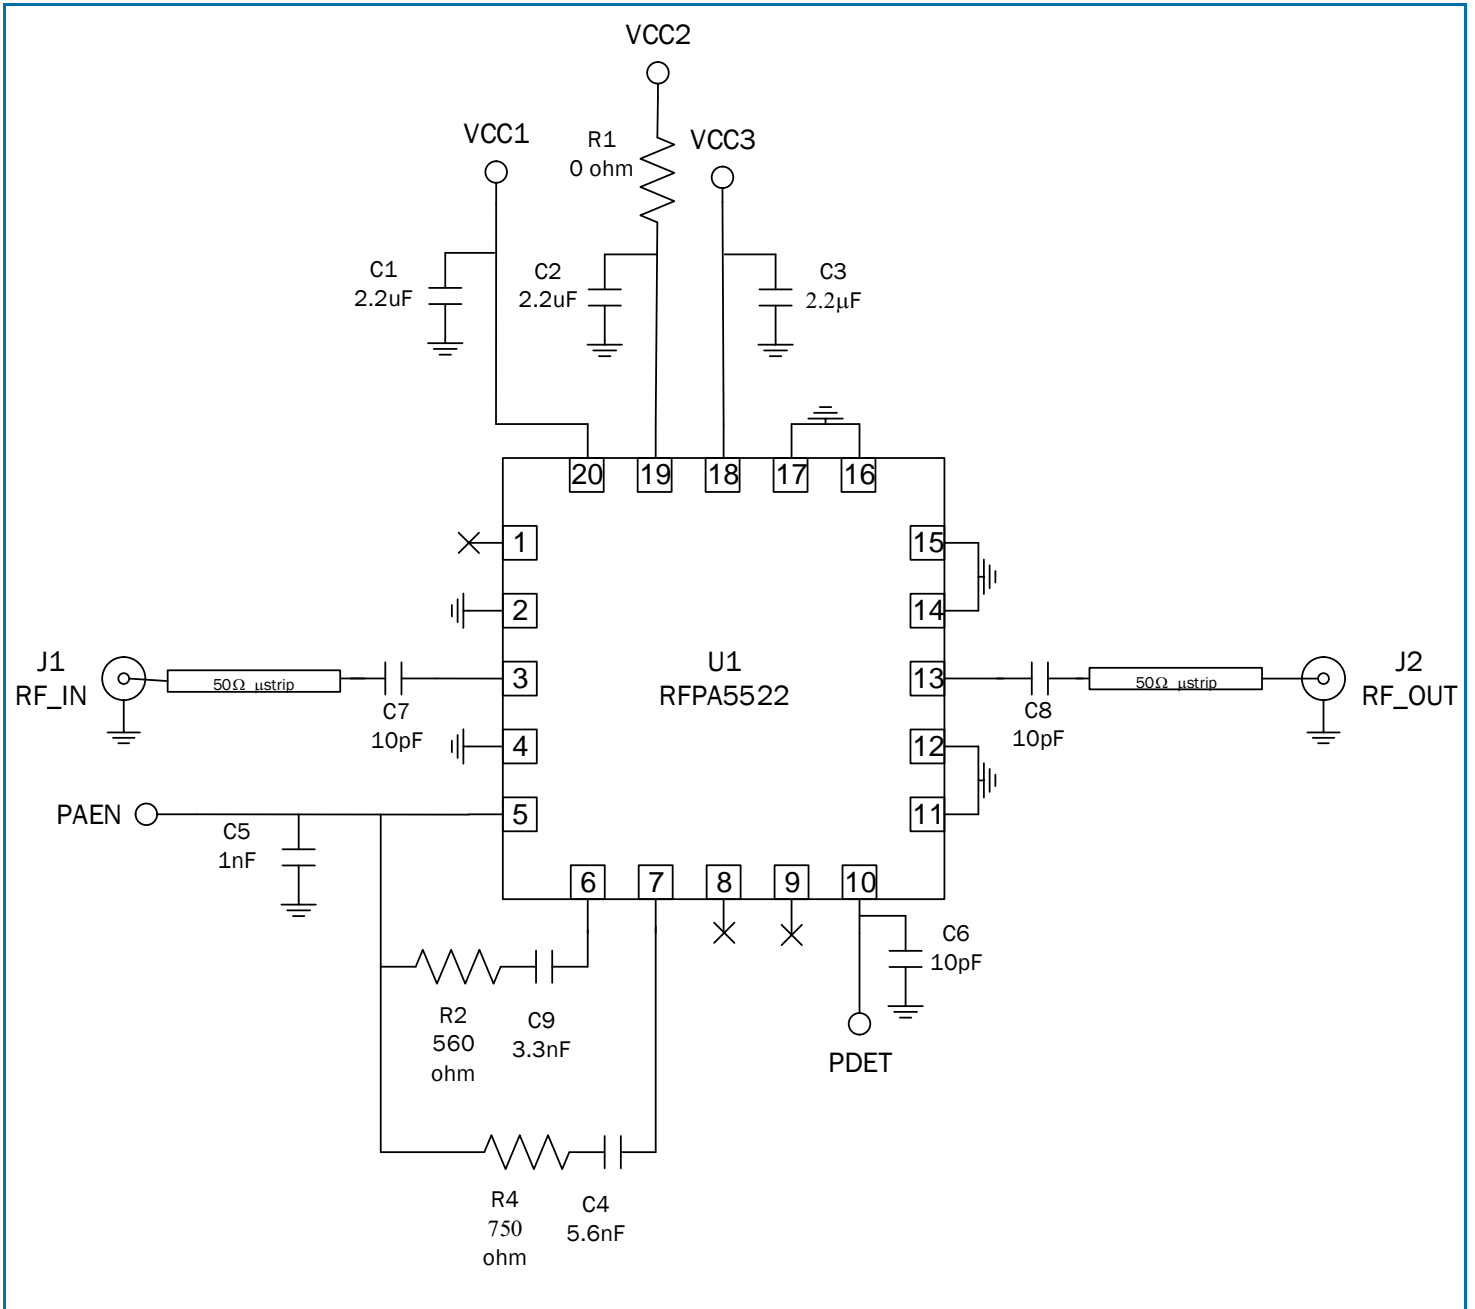 VCC2
VCC1
R1
0 ohm
VCC3
C1
2.2uF
C2
2.2uF
C3
2.2µF
20
19
18
17
16
1
2
3
4
5
15
14
13
12
11
6
7
8
9
10
U1
RFPA5522
J1
RF_IN
50Ω µstrip
C7
10pF
C8
10pF
50Ω µstrip
J2
RF_OUT
PAEN
C5
1nF
C6
10pF
PDET
R2
560
ohm
C9
3.3nF
R4
750
ohm
C4
5.6nF